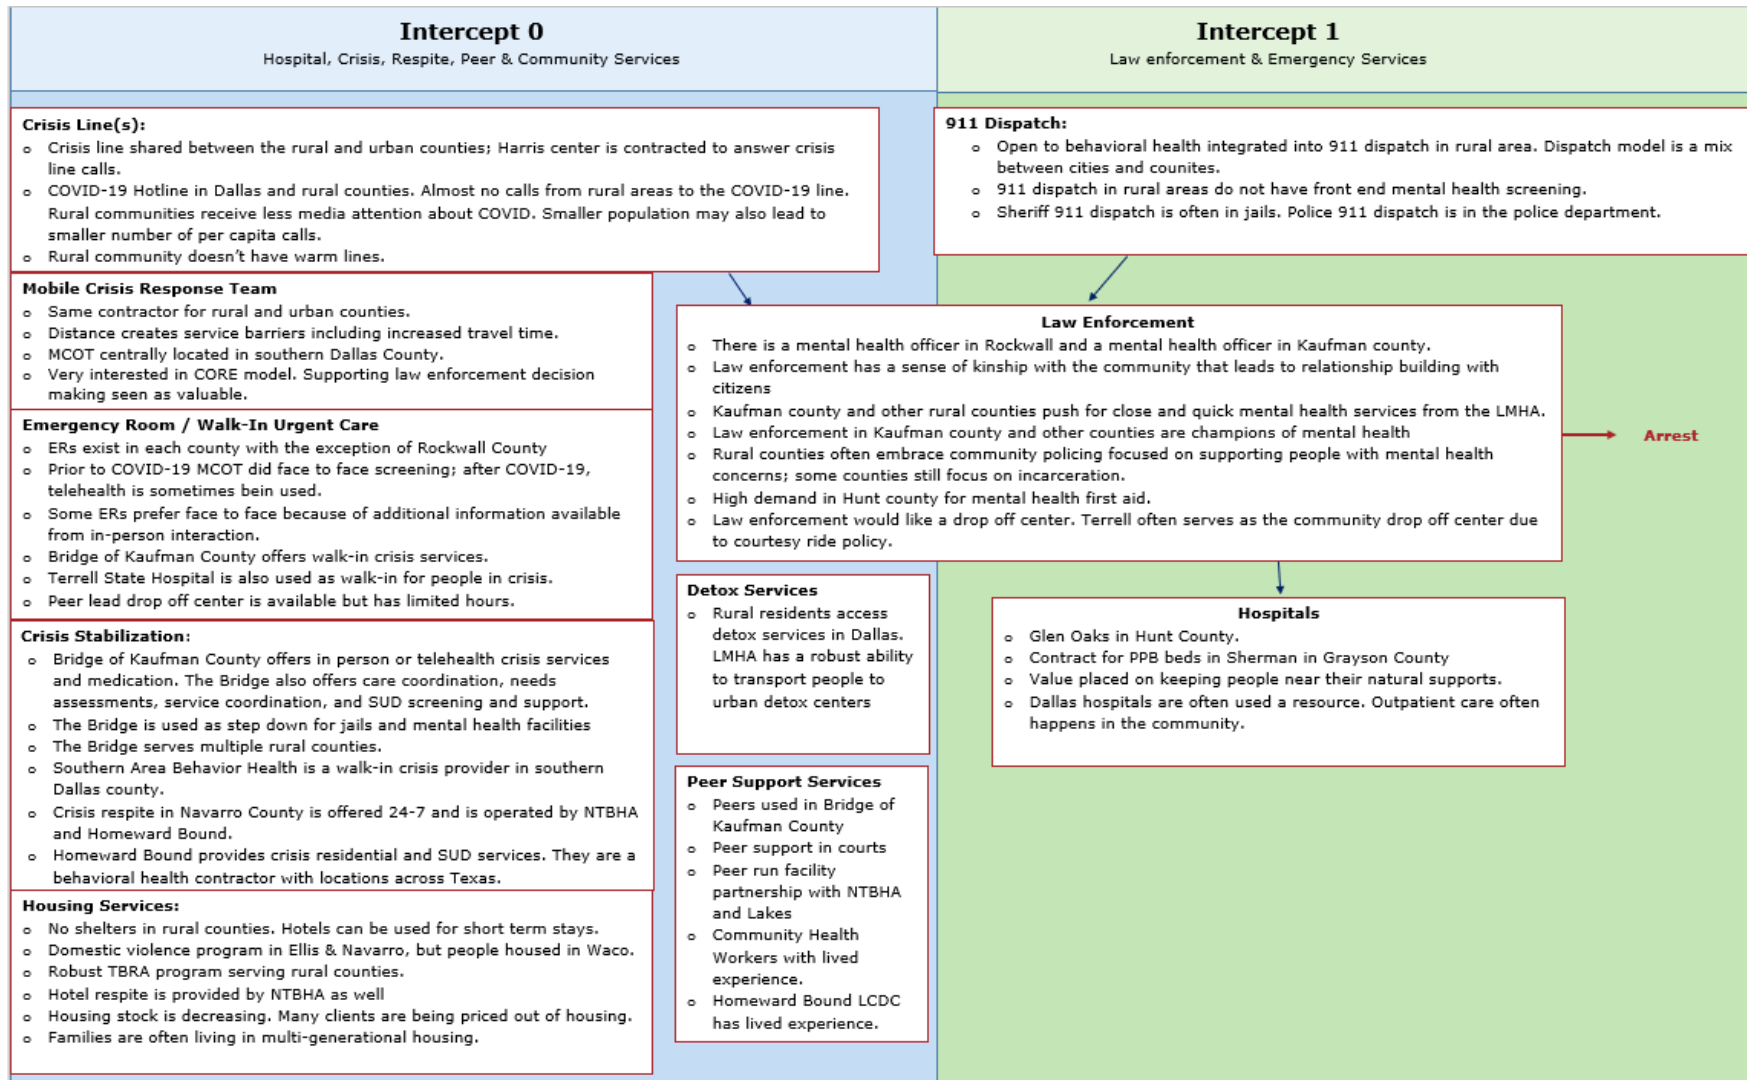 Intercept 0
Hospital, Crisis, Respite, Peer & Community Services
Intercept 1
Law enforcement & Emergency Services
Crisis Line(s):
o Crisis line shared between the rural and urban counties; Harris center is contracted to answer crisis
line calls.
o COVID-19 Hotline in Dallas and rural counties. Almost no calls from rural areas to the COVID-19 line.
Rural communities receive less media attention about COVID. Smaller population may also lead to
smaller number of per capita calls.
o Rural community doesn't have warm lines.
911 Dispatch:
o Open to behavioral health integrated into 911 dispatch in rural area. Dispatch model is a mix
between cities and counites.
o 911 dispatch in rural areas do not have front end mental health screening.
o Sheriff 911 dispatch is often in jails. Police 911 dispatch is in the police department.
Mobile Crisis Response Team
o Same contractor for rural and urban counties.
o Distance creates service barriers including increased travel time.
o MCOT centrally located in southern Dallas County.
o Very interested in CORE model. Supporting law enforcement decision
making seen as valuable.
Emergency Room / Walk-In Urgent Care
o ERs exist in each county with the exception of Rockwall County
o Prior to COVID-19 MCOT did face to face screening; after COVID-19,
telehealth is sometimes bein used.
o Some ERs prefer face to face because of additional information available
from in-person interaction.
o Bridge of Kaufman County offers walk-in crisis services.
o Terrell State Hospital is also used as walk-in for people in crisis.
o Peer lead drop off center is available but has limited hours.
Crisis Stabilization:
o Bridge of Kaufman County offers in person or telehealth crisis services
and medication. The Bridge also offers care coordination, needs
assessments, service coordination, and SUD screening and support.
o The Bridge is used as step down for jails and mental health facilities
o The Bridge serves multiple rural counties.
o Southern Area Behavior Health is a walk-in crisis provider in southern
Dallas county.
o Crisis respite in Navarro County is offered 24-7 and is operated by NTBHA
and Homeward Bound.
o Homeward Bound provides crisis residential and SUD services. They are a
behavioral health contractor with locations across Texas.
Housing Services:
o No shelters in rural counties. Hotels can be used for short term stays.
o Domestic violence program in Ellis & Navarro, but people housed in Waco.
o Robust TBRA program serving rural counties.
o Hotel respite is provided by NTBHA as well
o Housing stock is decreasing. Many clients are being priced out of housing.
o Families are often living in multi-generational housing.
Law Enforcement
o There is a mental health officer in Rockwall and a mental health officer in Kaufman county.
o Law enforcement has a sense of kinship with the community that leads to relationship building with
citizens
o Kaufman county and other rural counties push for close and quick mental health services from the LMHA.
o Law enforcement in Kaufman county and other counties are champions of mental health
o Rural counties often embrace community policing focused on supporting people with mental health
concerns; some counties still focus on incarceration.
o High demand in Hunt county for mental health first aid.
o Law enforcement would like a drop off center. Terrell often serves as the community drop off center due
to courtesy ride policy.
Arrest
Detox Services
o Rural residents access
detox services in Dallas.
LMHA has a robust ability
to transport people to
urban detox centers
Peer Support Services
o Peers used in Bridge of
Kaufman County
o Peer support in courts
o Peer run facility
partnership with NTBHA
and Lakes
o Community Health
Workers with lived
experience.
o Homeward Bound LCDC
has lived experience.
Hospitals
o Glen Oaks in Hunt County.
o Contract for PPB beds in Sherman in Grayson County
o Value placed on keeping people near their natural supports.
o Dallas hospitals are often used a resource. Outpatient care often
happens in the community.